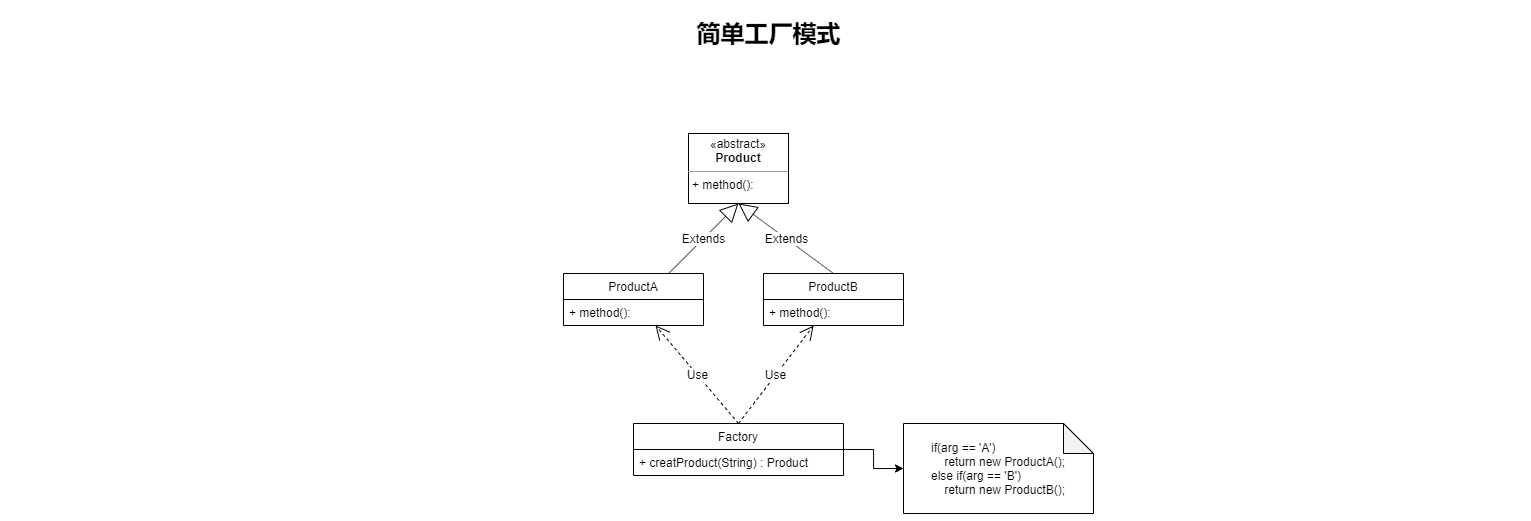 简单工厂模式
«abstract»
Product
+ method():
Extends
Extends
ProductA
+ method():
ProductB
+ method():
Use
Use
Factory
+ creatProduct(String) : Product
if(arg == 'A')
    return new ProductA();
else if(arg == 'B')
    return new ProductB();